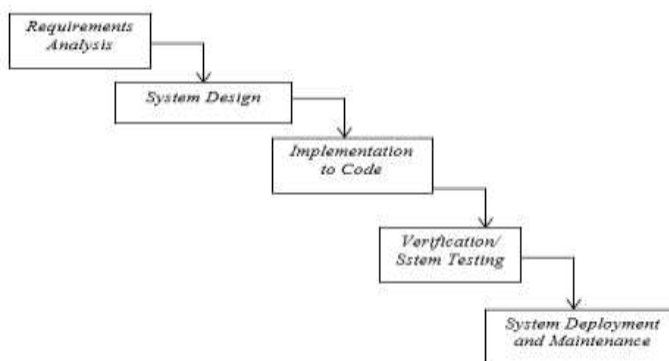 Requirements
Analysis
System Design
Implementation
to Code
Verification/
Sstem Testing
System Deployment
and Maintenance